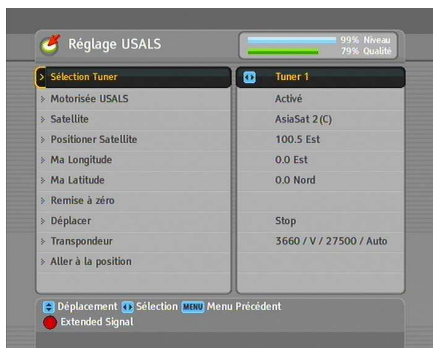 Réglage USALS
99% Niveau
79% Qualité
Sélection Tuner Tuner 1
Motorisée USALS Activé
Satellite AsiaSat 2(C)
Positioner Satellite 100.5 Est
Ma Longitude 0.0 Est
Ma Latitude 0.0 Nord
Remise à zéro
Déplacer Stop
Transpondeur 3660 / V / 27500 / Auto
Aller à la position
Déplacement Sélection MENU Menu Précédent
Extended Signal